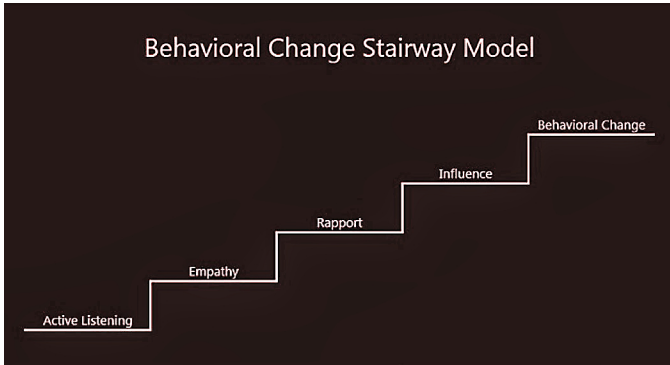 Behavioral Change Stairway Model
Behavioral Change
Influence
Rapport
Empathy
Active Listening